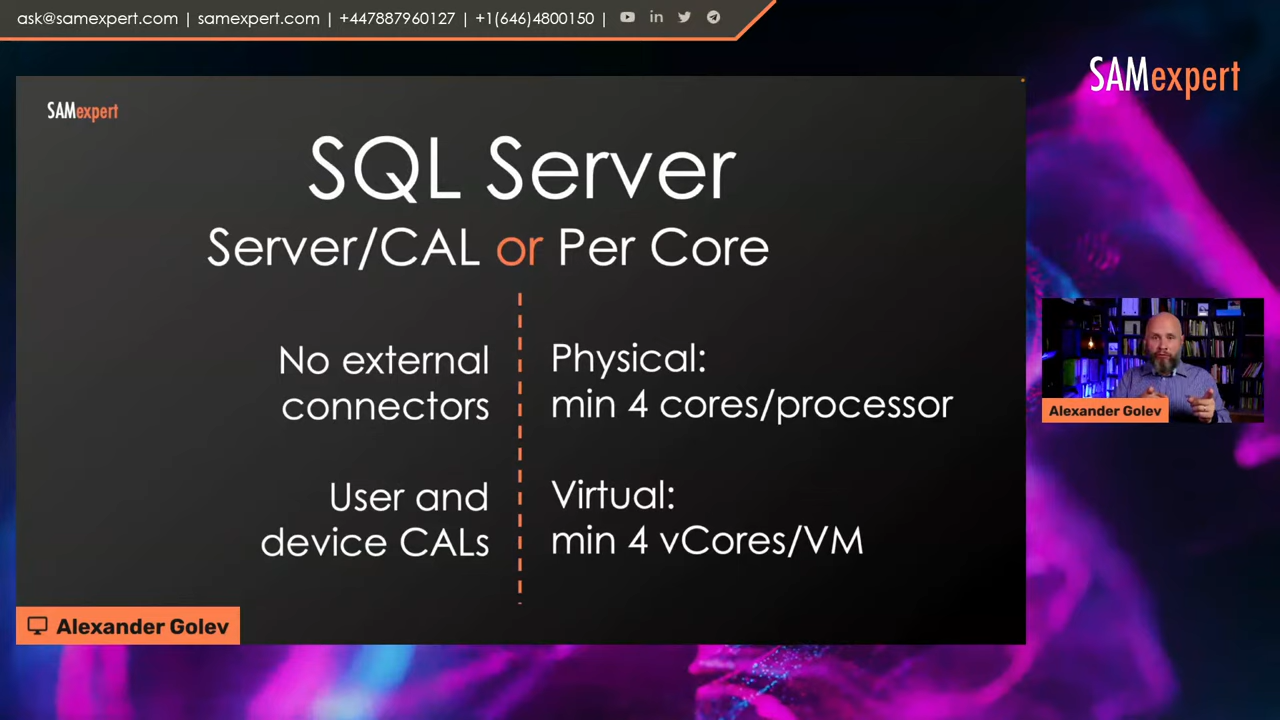 ask@samexpert.com | samexpert.com | +447887960127 | +1(646)4800150 |
SAMexpert
SAMexpert
SQL Server
Server/CAL or Per Core
No external
connectors
User and
device CALs
Physical:
min 4 cores/processor
Virtual:
min 4 vCores/VM
Alexander Golev
Alexander Golev